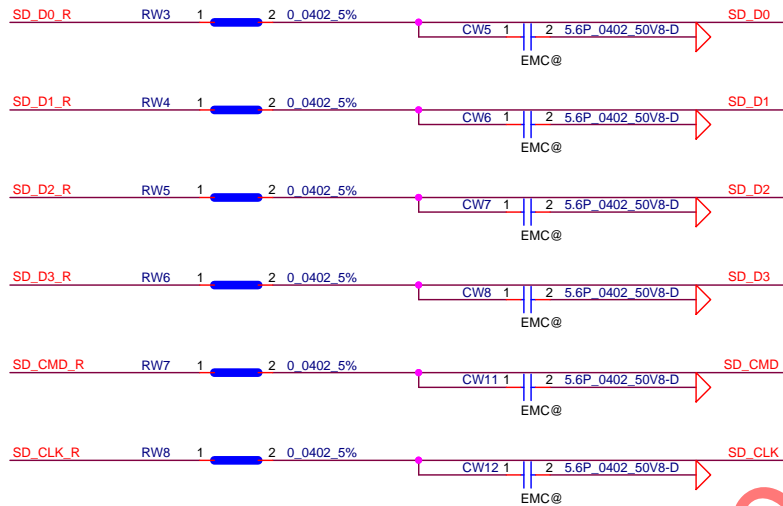 SD_D0_R RW3 1 2 0_0402_5% SD_D0
CW5 1 2 5.6P_0402_50V8-D
EMC@
SD_D1_R RW4 1 2 0_0402_5% SD_D1
CW6 1 2 5.6P_0402_50V8-D
EMC@
SD_D2_R RW5 1 2 0_0402_5% SD_D2
CW7 1 2 5.6P_0402_50V8-D
EMC@
SD_D3_R RW6 1 2 0_0402_5% SD_D3
CW8 1 2 5.6P_0402_50V8-D
EMC@
SD_CMD_R RW7 1 2 0_0402_5% SD_CMD
CW11 1 2 5.6P_0402_50V8-D
EMC@
SD_CLK_R RW8 1 2 0_0402_5% SD_CLK
CW12 1 2 5.6P_0402_50V8-D
EMC@